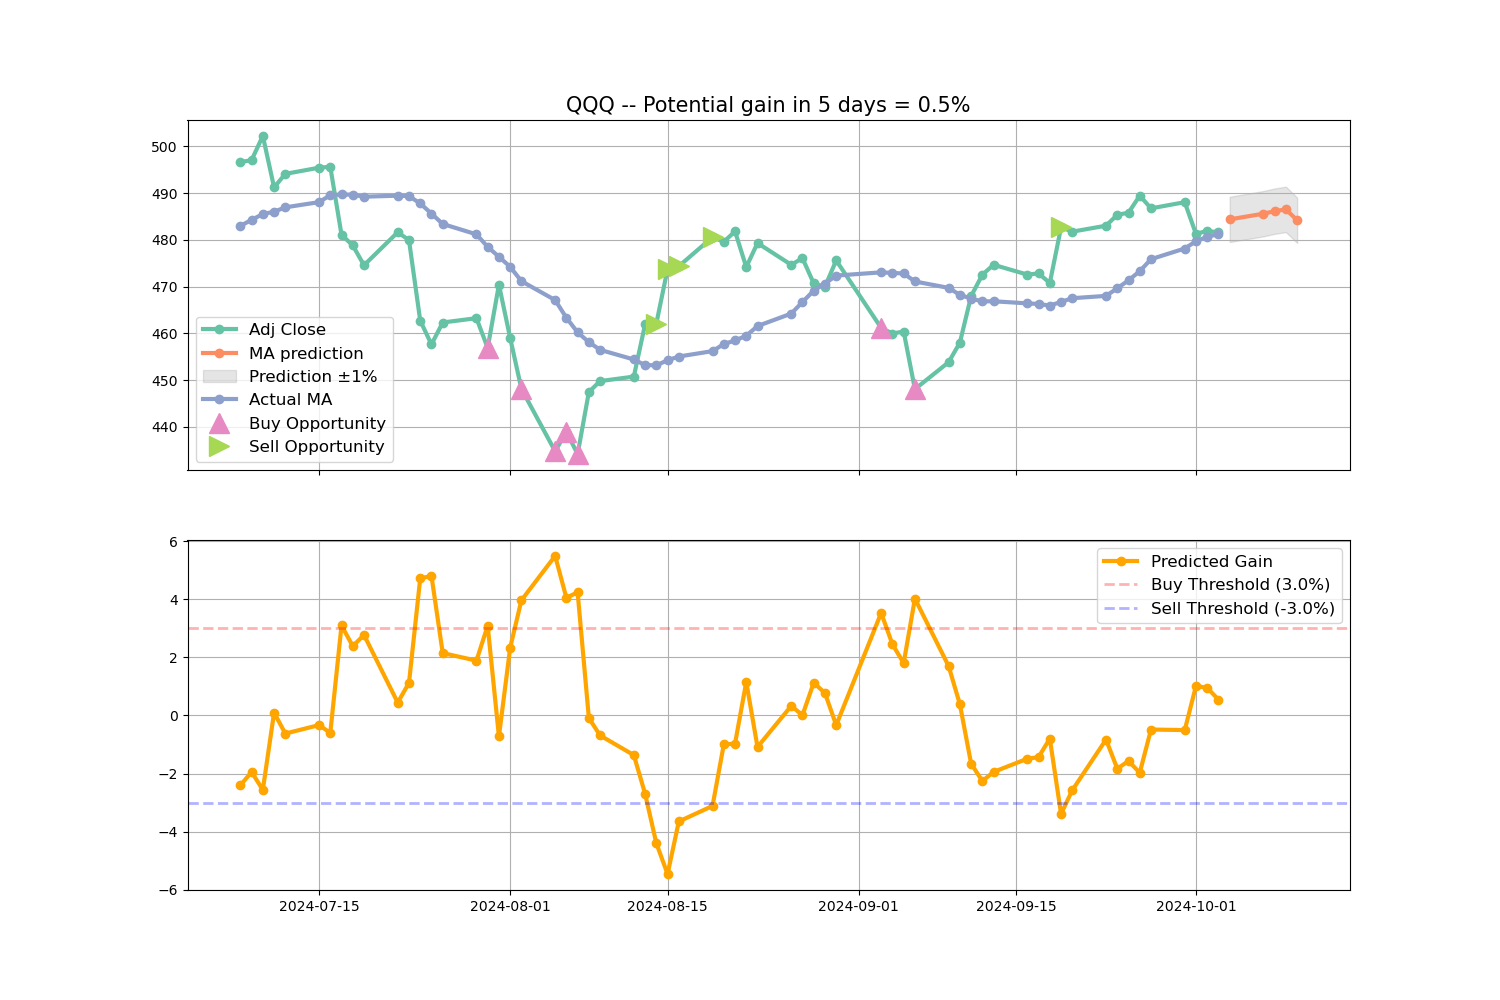 QQQ -- Potential gain in 5 days = 0.5%
500
490
480
470
460
450
440
Adj Close
MA prediction
Prediction ±1%
Actual MA
Buy Opportunity
Sell Opportunity
6
4
2
0
−2
−4
−6
Predicted Gain
Buy Threshold (3.0%)
Sell Threshold (-3.0%)
2024-07-15
2024-08-01
2024-08-15
2024-09-01
2024-09-15
2024-10-01